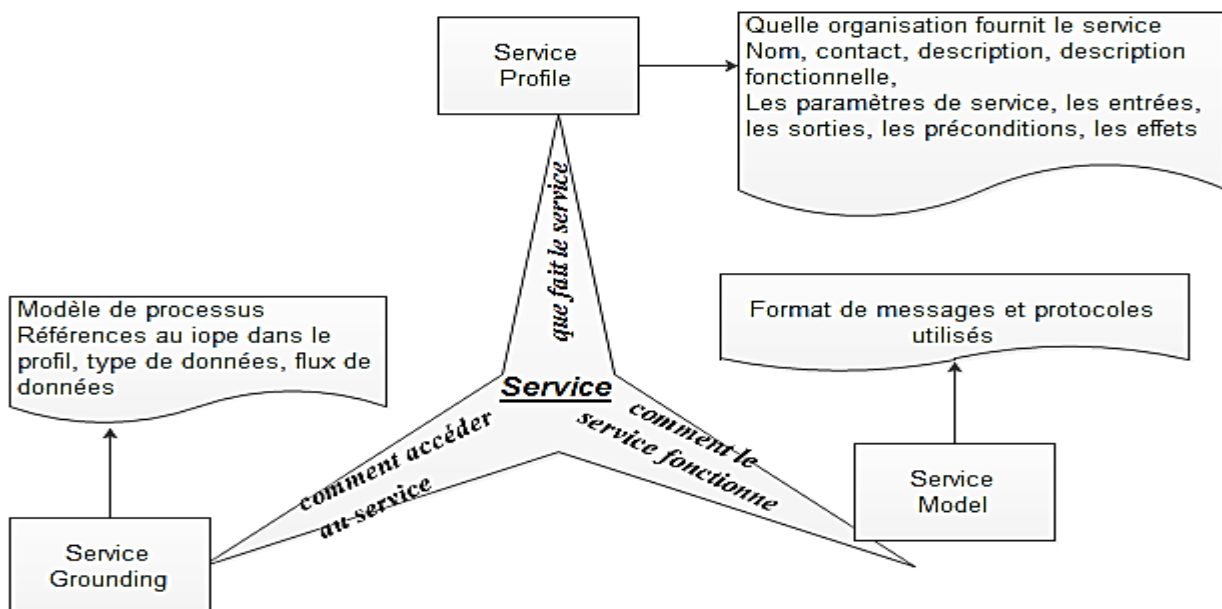 Service
Profile
Quelle organisation fournit le service
Nom, contact, description, description
fonctionnelle,
Les paramètres de service, les entrées,
les sorties, les préconditions, les effets
que fait le service
Modèle de processus
Références au iope dans le
profil, type de données, flux de
données
Format de messages et protocoles
utilisés
Service
comment accéder
au service
comment le
service fonctionne
Service
Model
Service
Grounding